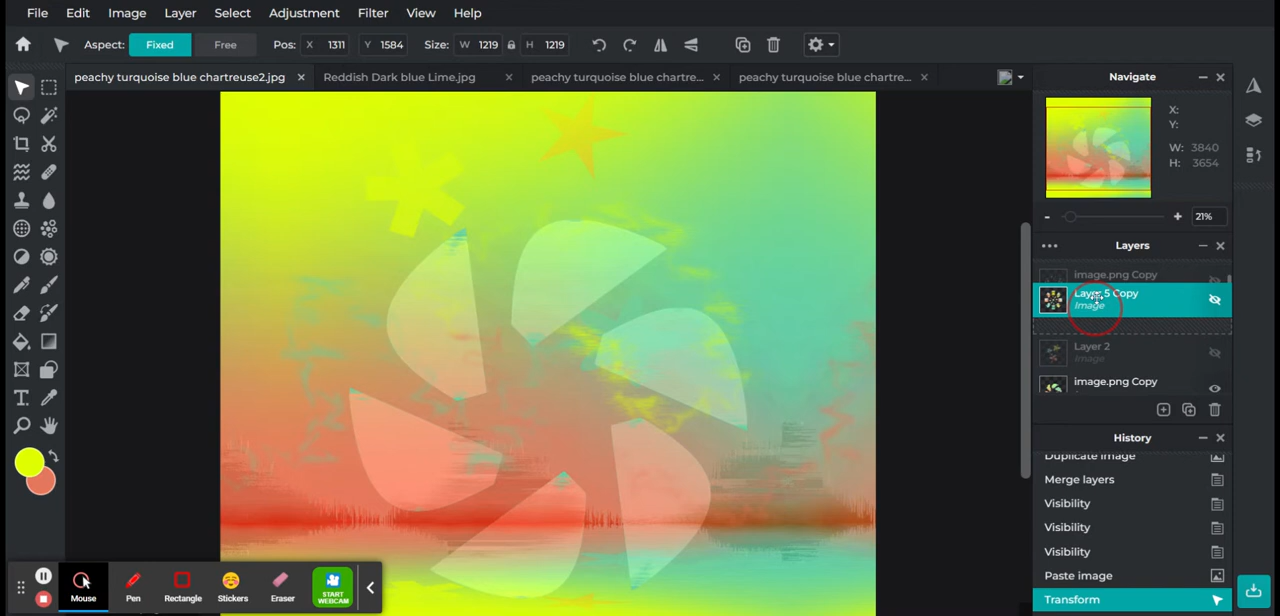 File Edit Image Layer Select Adjustment Filter View Help
Aspect: Fixed Free Pos: X 1311 Y 1584 Size: W 1219 H 1219
peachy turquoise blue chartreuse2.jpg Reddish Dark blue Lime.jpg peachy turquoise blue chartre... peachy turquoise blue chartre...
Navigate
X:
Y:
W: 3840
H: 3654
- + 21%
Layers
image.png Copy
Layer 5 Copy
Image
Layer 2
Image
image.png Copy
History
Duplicate image
Merge layers
Visibility
Visibility
Visibility
Paste image
Transform
T
Mouse Pen Rectangle Stickers Eraser START
WEBCAM